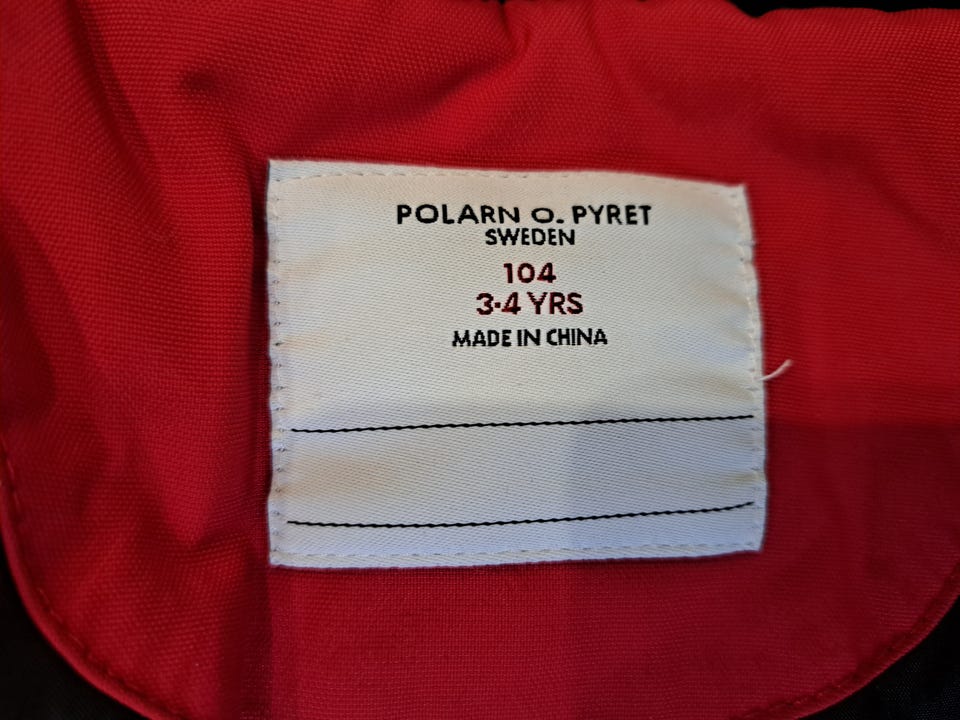 POLARN O. PYRET
SWEDEN
104
3-4 YRS
MADE IN CHINA